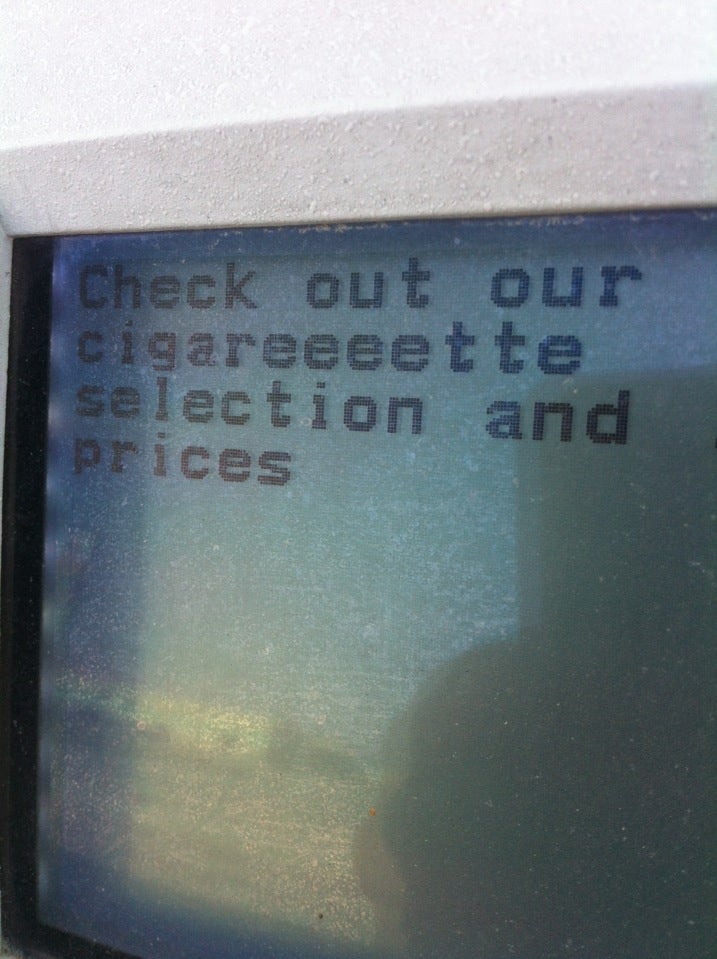 Check out our
cigareeeette
selection and
prices